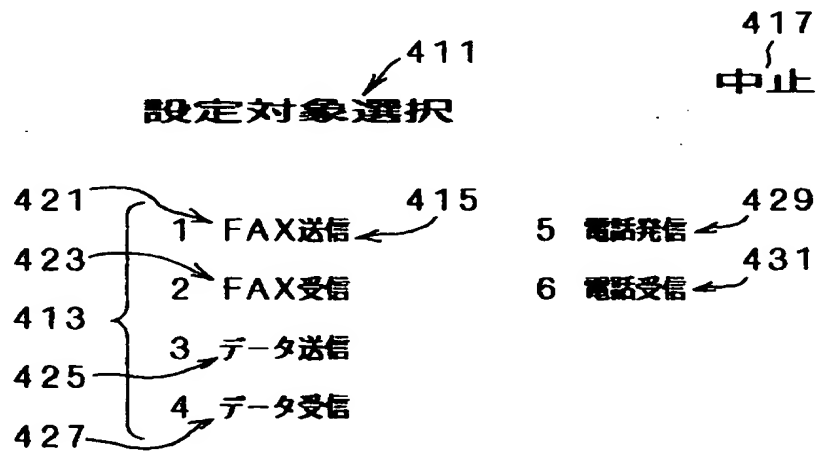 417
411
中止
設定対象選択
421 415 429
1 FAX送信 5 電話発信
423 431
2 FAX受信 6 電話受信
413
3 データ送信
425
4 データ受信
427